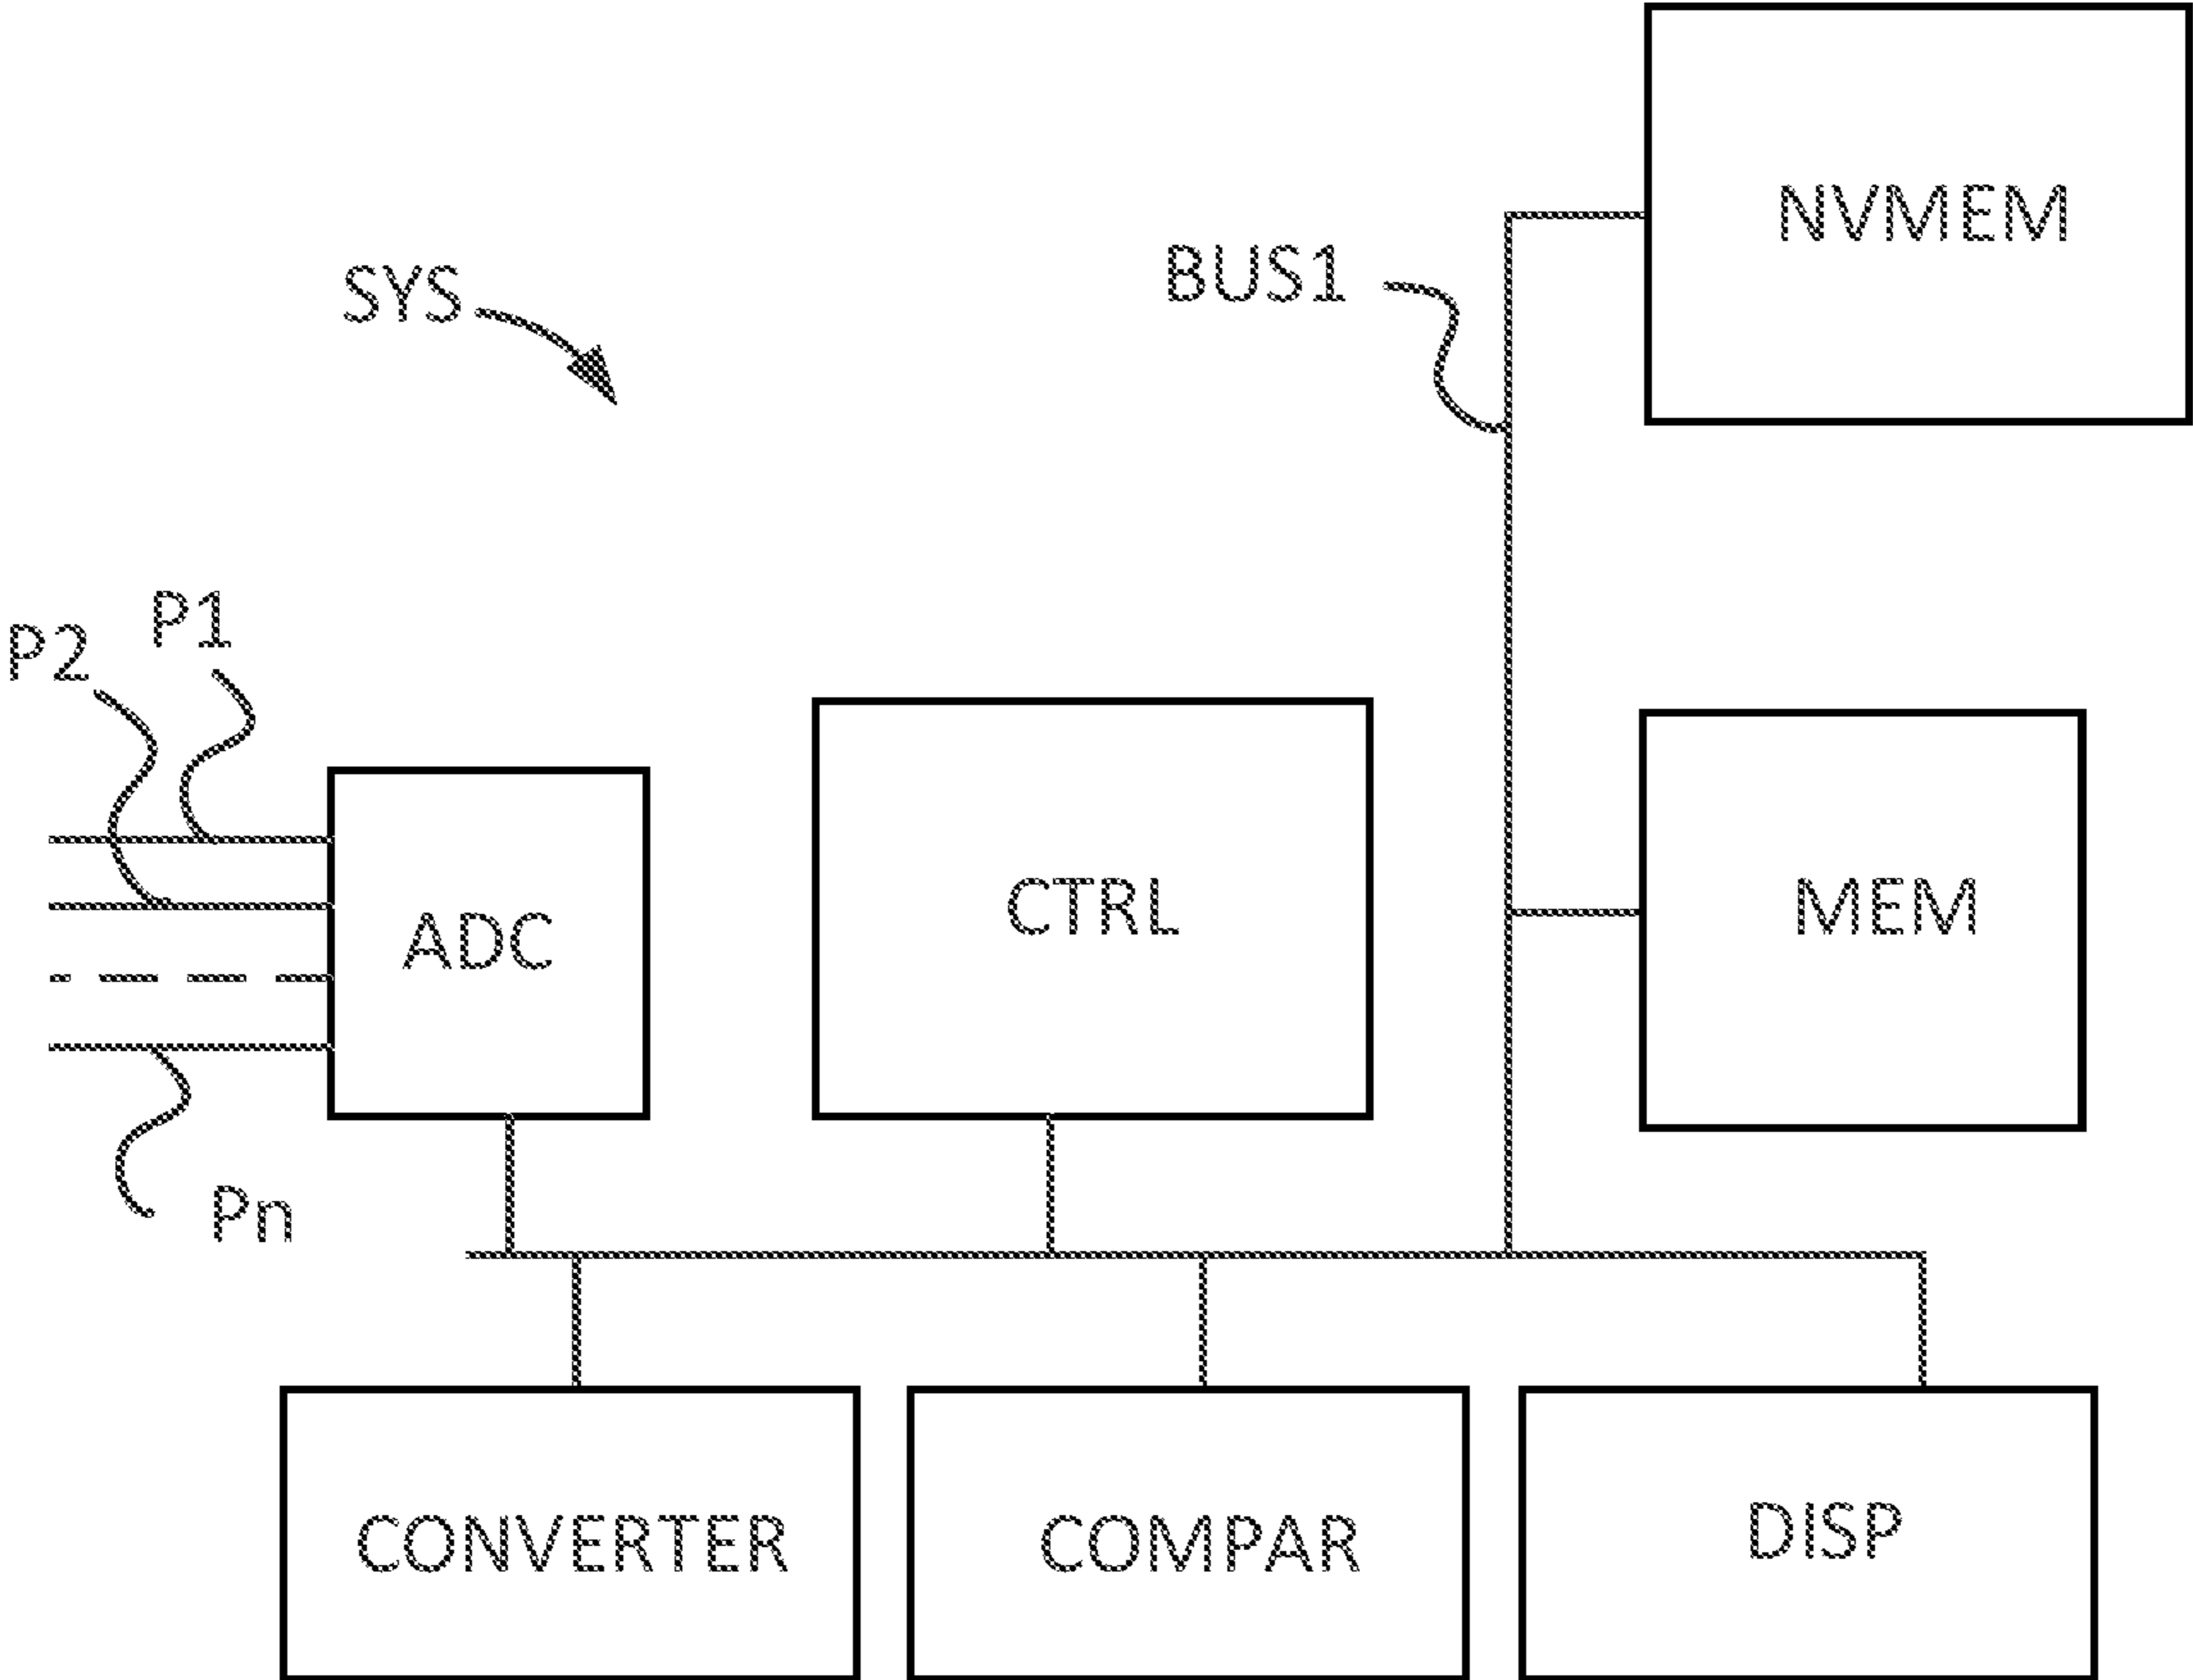 NVMEM
BUS1
SYS
P1
P2
CTRL
MEM
ADC
Pn
CONVERTER
COMPAR
DISP